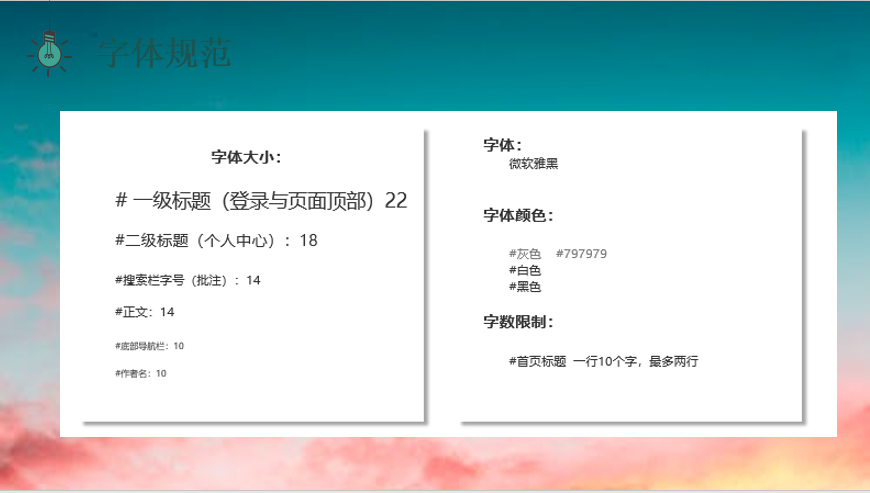 字体规范
字体大小：
# 一级标题（登录与页面顶部）22
#二级标题（个人中心）：18
#搜索栏字号（批注）：14
#正文：14
#底部导航栏：10
#作者名：10
字体：
微软雅黑
字体颜色：
#灰色 #797979
#白色
#黑色
字数限制：
#首页标题 一行10个字，最多两行